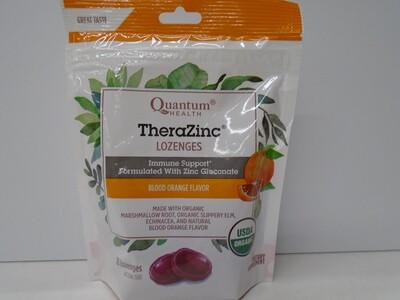 GREAT TASTE
Quantum®
HEALTH
TheraZinc®
LOZENGES
Immune Support*
Formulated With Zinc Gluconate
BLOOD ORANGE FLAVOR
MADE WITH ORGANIC
MARSHMALLOW ROOT, ORGANIC SLIPPERY ELM,
ECHINACEA, AND NATURAL
BLOOD ORANGE FLAVOR
USDA
ORGANIC
Lozenges